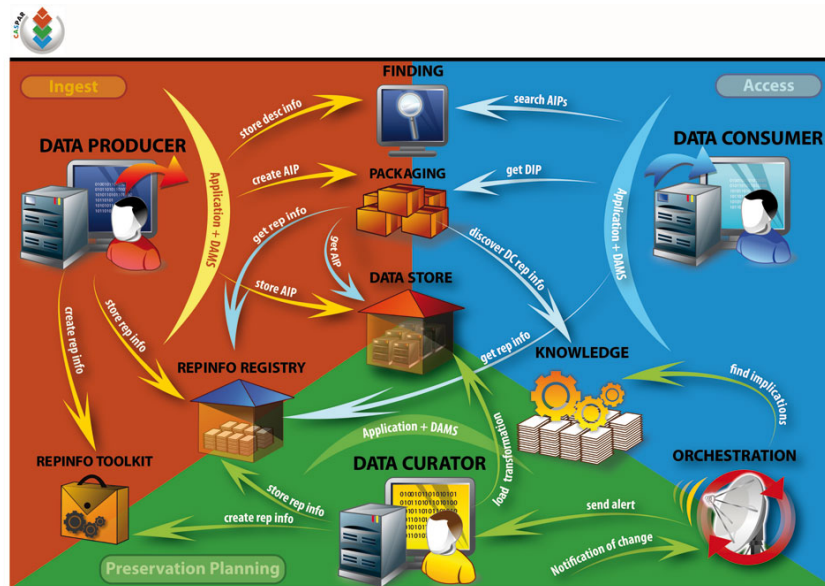 CASPAR
Ingest
FINDING
Access
store desc info
search AIPs
DATA PRODUCER
DATA CONSUMER
Application + DAMS
create AIP
PACKAGING
get DIP
Application + DAMS
get rep info
get AIP
discover DC rep info
DATA STORE
store AIP
create rep info
store rep info
get rep info
KNOWLEDGE
REPINFO REGISTRY
find implications
Application + DAMS
load transformation
REPINFO TOOLKIT
DATA CURATOR
ORCHESTRATION
store rep info
create rep info
send alert
Notification of change
Preservation Planning